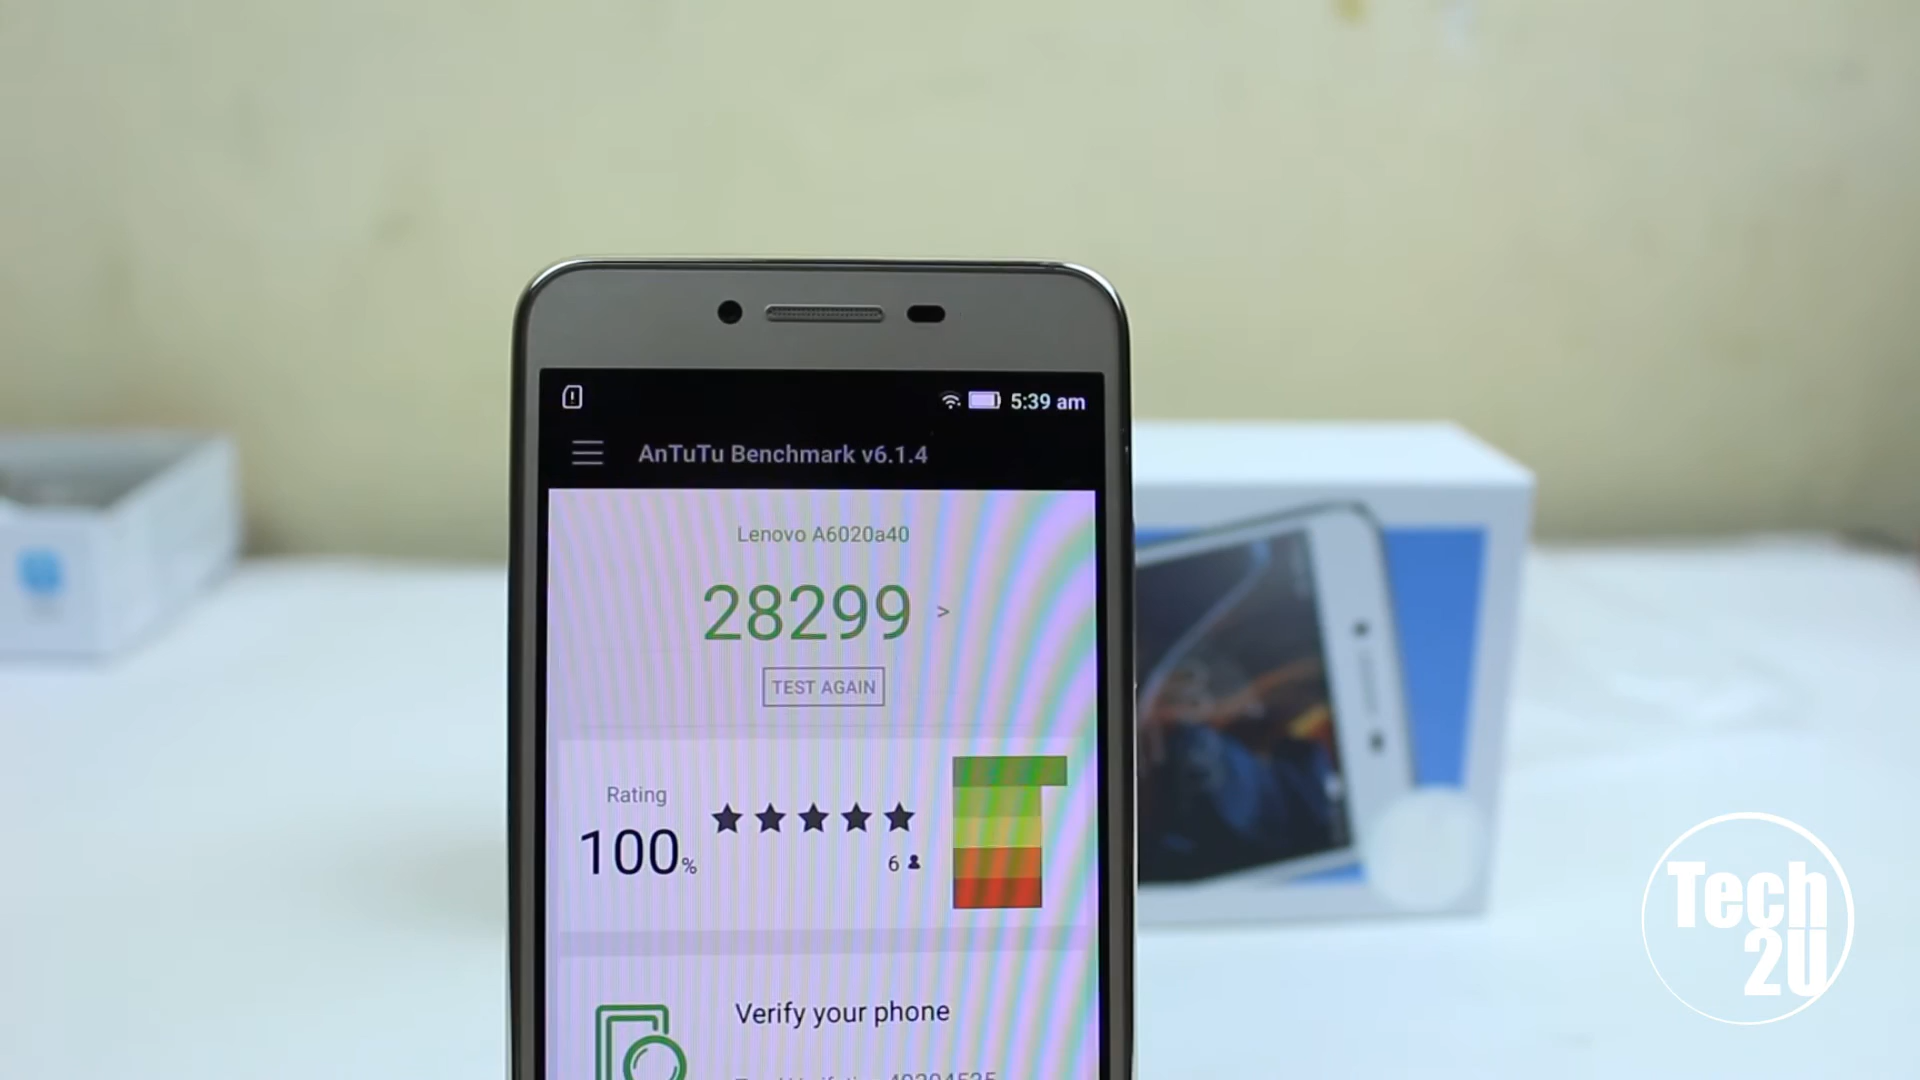 5:39 am
AnTuTu Benchmark v6.1.4
Lenovo A6020a40
28299 >
TEST AGAIN
Rating
100%
6
Verify your phone
Tech
2U